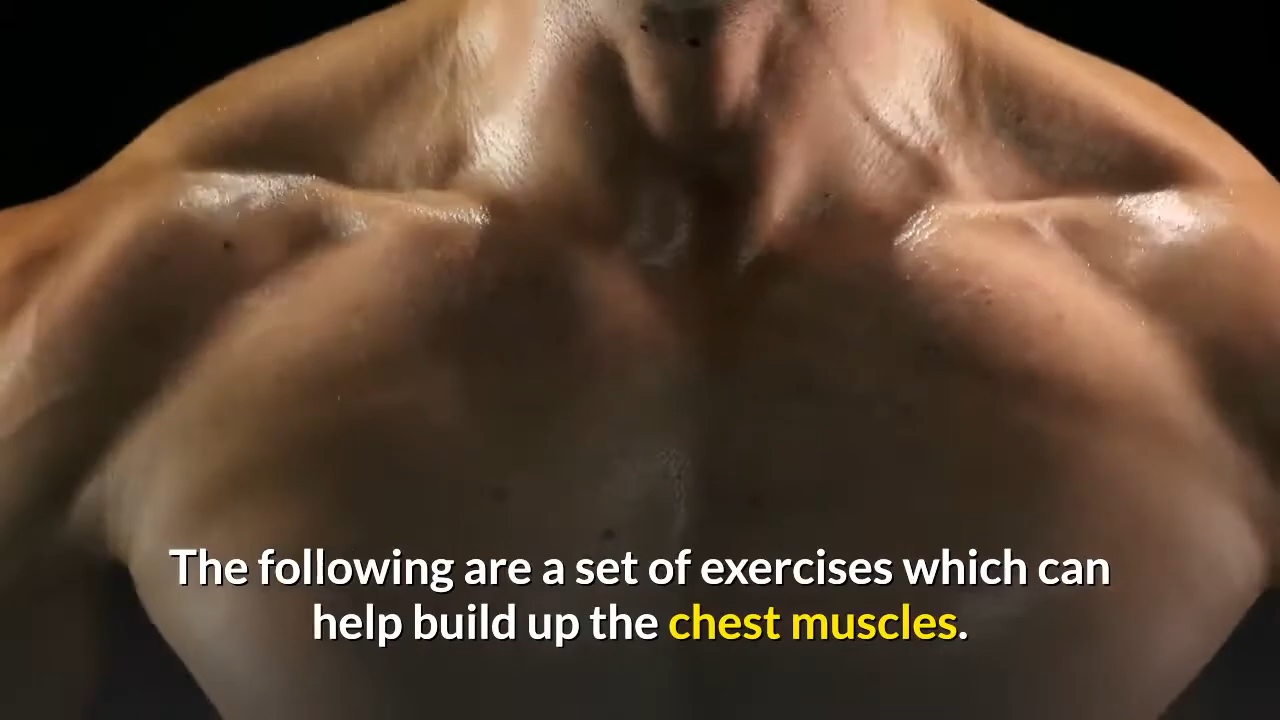 The following are a set of exercises which can
help build up the chest muscles.